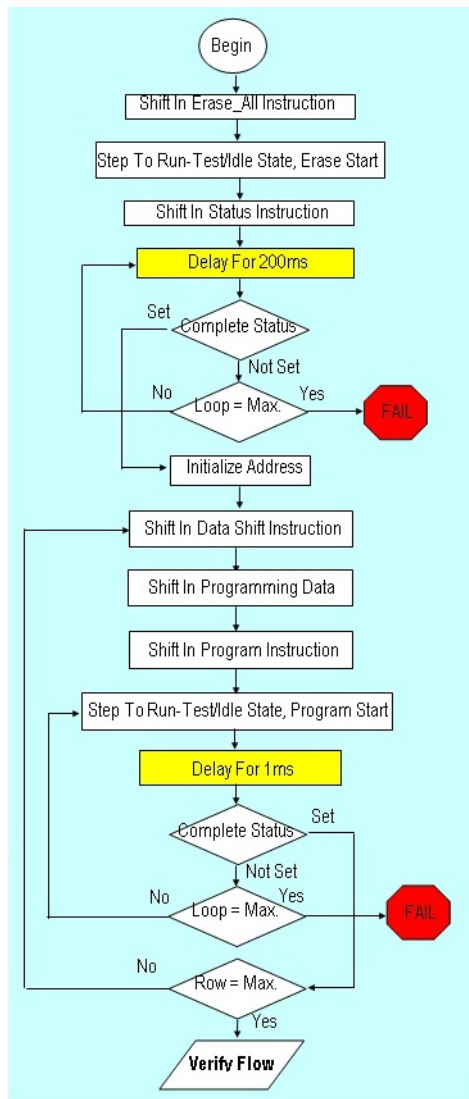 Begin
Shift In Erase_All Instruction
Step To Run-Test/Idle State, Erase Start
Shift In Status Instruction
Delay For 200ms
Set
Complete Status
Not Set
No
Loop = Max.
Yes
FAIL
Initialize Address
Shift In Data Shift Instruction
Shift In Programming Data
Shift In Program Instruction
Step To Run-Test/Idle State, Program Start
Delay For 1ms
Complete Status
Set
Not Set
No
Loop = Max.
Yes
FAIL
No
Row = Max.
Yes
Verify Flow